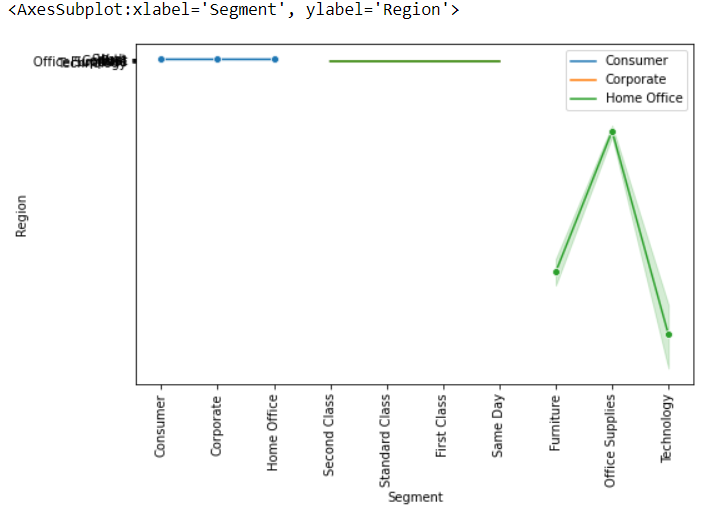 <AxesSubplot:xlabel='Segment', ylabel='Region'>
Consumer
Corporate
Home Office
Region
Consumer
Corporate
Home Office
Second Class
Standard Class
First Class
Same Day
Furniture
Office Supplies
Technology
Segment